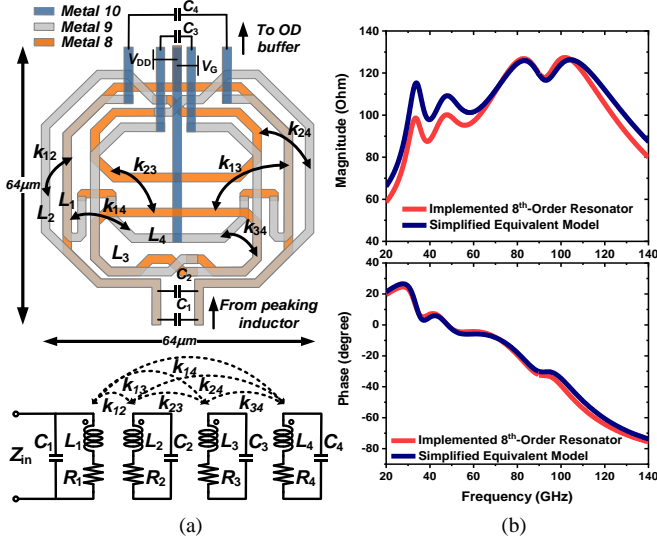 Metal 10
Metal 9
Metal 8
C4
C3
To OD
buffer
VDD
VG
64μm
k12
k24
k23
k13
L1
L2
k14
L4
k34
L3
C2
C1
From peaking
inductor
64μm
k14
k13
k24
k12
k23
k34
Zin
C1
L1
R1
L2
C2
R2
L3
C3
R3
L4
C4
R4
(a)
Magnitude (Ohm)
140
120
100
80
60
40
Implemented 8th-Order Resonator
Simplified Equivalent Model
20 40 60 80 100 120 140
Phase (degree)
20
0
-20
-40
-60
-80
Implemented 8th-Order Resonator
Simplified Equivalent Model
20 40 60 80 100 120 140
Frequency (GHz)
(b)